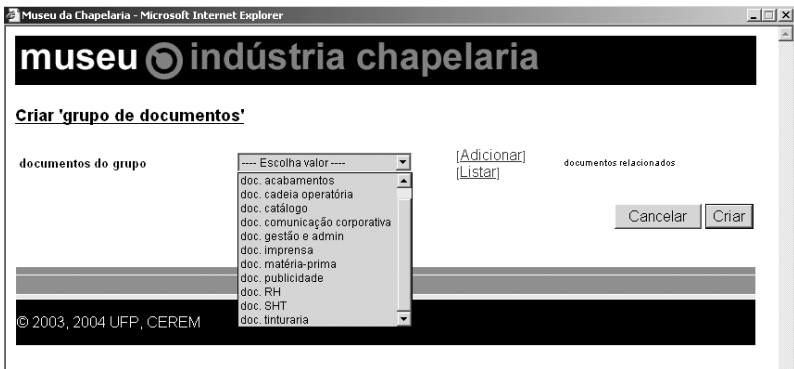 Museu da Chapelaria - Microsoft Internet Explorer
museu indústria chapelaria
Criar 'grupo de documentos'
documentos do grupo
---- Escolha valor ----
[Adicionar]
[Listar]
documentos relacionados
doc. acabamentos
doc. cadeia operatória
doc. catálogo
doc. comunicação corporativa
doc. gestão e admin
doc. imprensa
doc. matéria-prima
doc. publicidade
doc. RH
doc. SHT
doc. tinturaria
Cancelar Criar
© 2003, 2004 UFP, CEREM